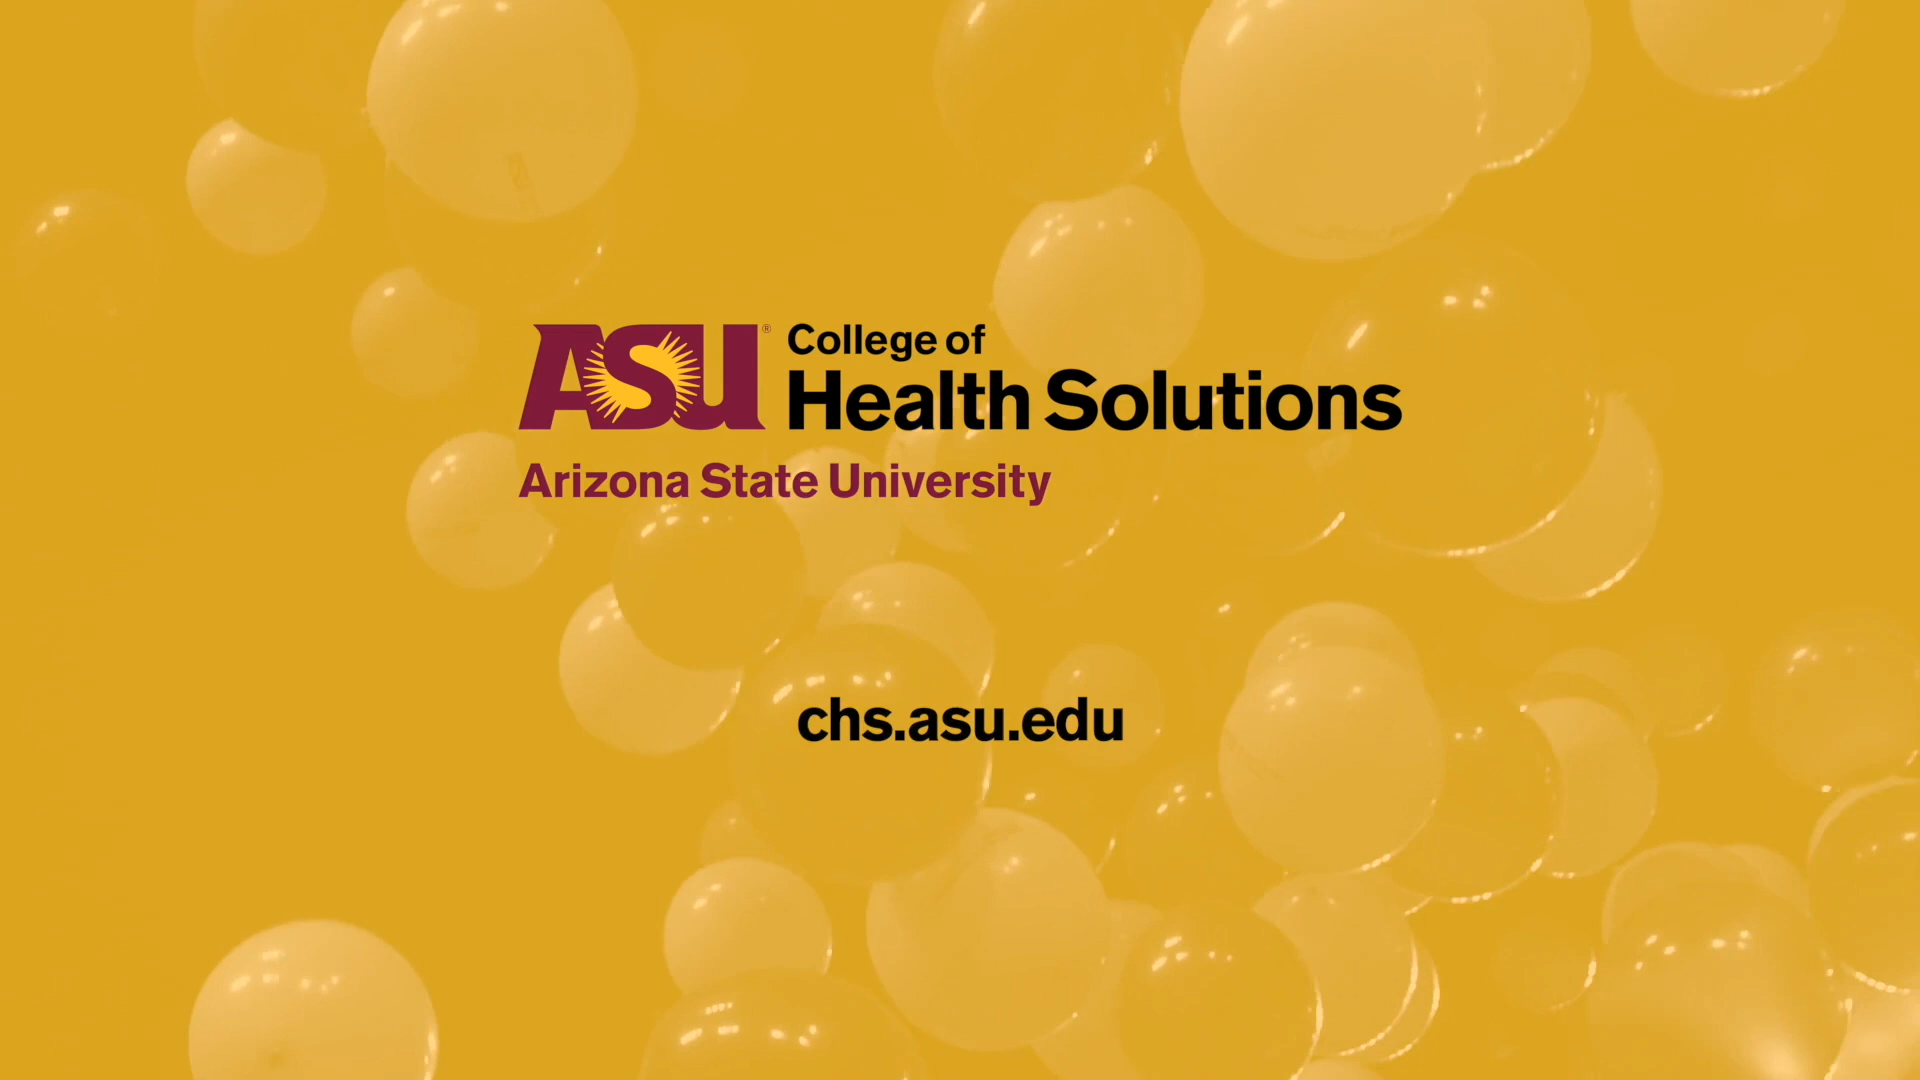 ASU® College of
Health Solutions
Arizona State University
chs.asu.edu